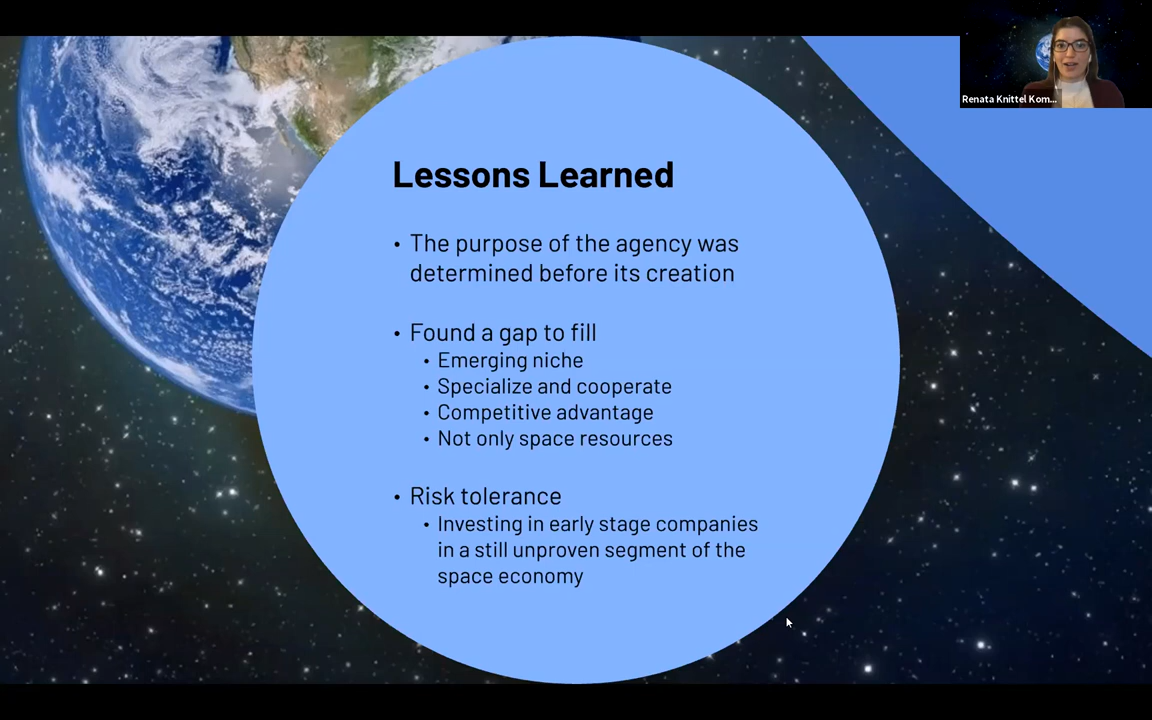 Renata Knittel Kom...
Lessons Learned
• The purpose of the agency was
determined before its creation
• Found a gap to fill
• Emerging niche
• Specialize and cooperate
• Competitive advantage
• Not only space resources
• Risk tolerance
• Investing in early stage companies
in a still unproven segment of the
space economy